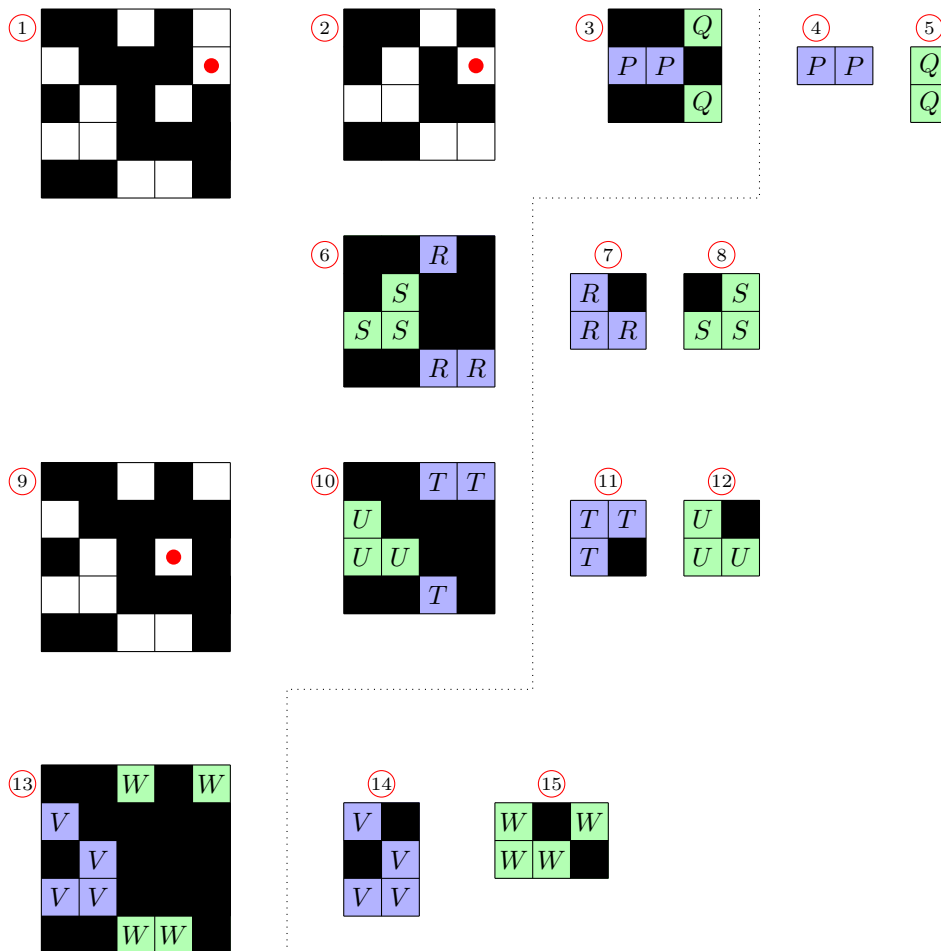 1 2 3 Q 4 5
P P P P Q
Q Q
6 R 7 8
S R S
S S R R S S
R R
9 10 T T 11 12
U T T U
U U T U U
T
13 W W 14 15
V V W W
V V W W
V V V V
W W